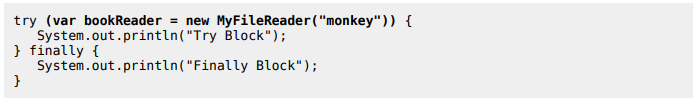 try (var bookReader = new MyFileReader("monkey")) {
   System.out.println("Try Block");
} finally {
   System.out.println("Finally Block");
}